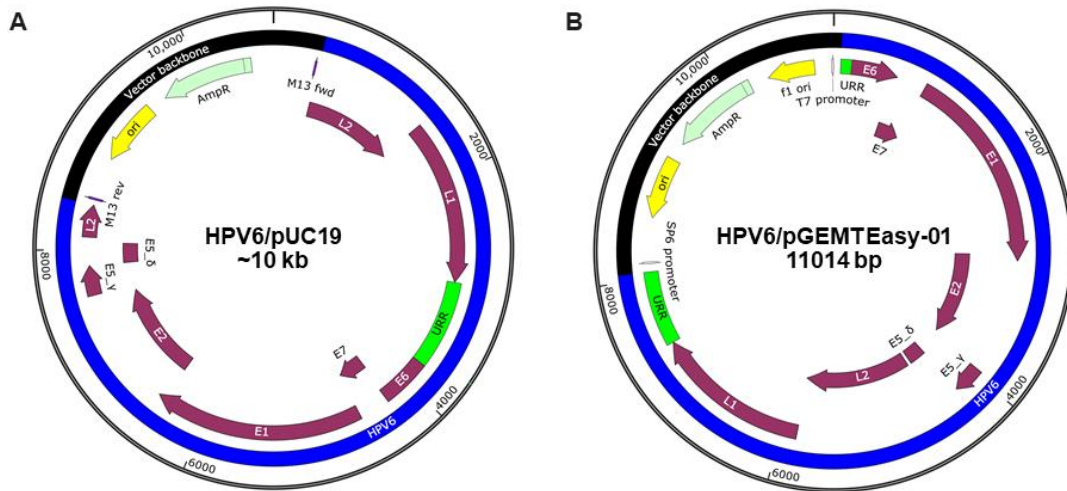 A
10,000
Vector backbone
AmpR
ori
M13 fwd
M13 rev
L2
2000
L1
L2
E5_δ
8000
HPV6/pUC19
~10 kb
E5_γ
E2
URR
E7
E6
4000
HPV6
E1
6000
B
10,000
Vector backbone
f1 ori
T7 promoter
URR
E6
AmpR
E7
2000
E1
ori
SP6 promoter
HPV6/pGEMTEasy-01
11014 bp
8000
URR
E2
E5_δ
L2
E5_γ
HPV6
4000
L1
6000